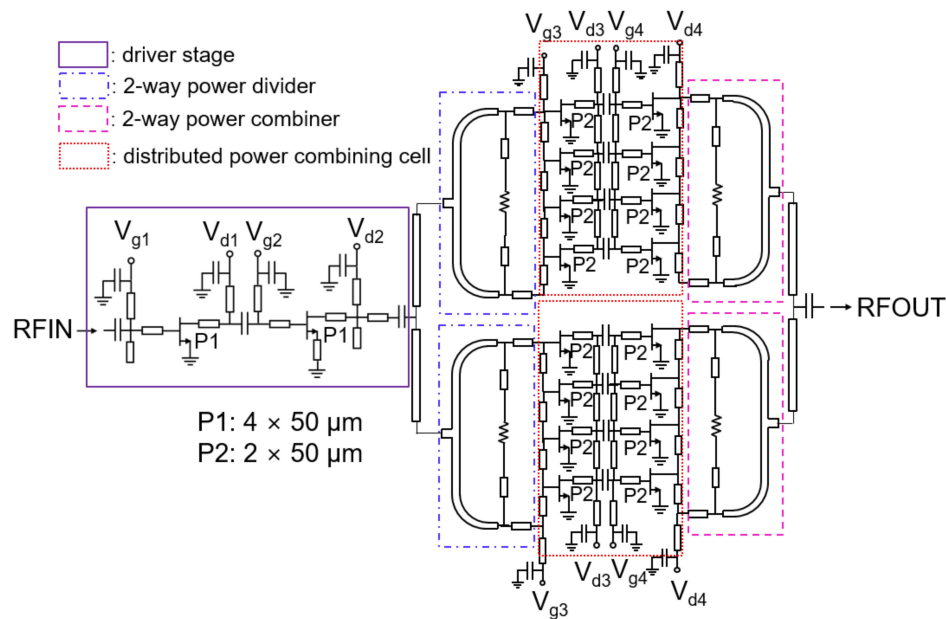 : driver stage
: 2-way power divider
: 2-way power combiner
: distributed power combining cell
Vg3 Vd3 Vg4 Vd4
P2 P2
P2 P2
P2 P2
P2 P2
Vg1 Vd1 Vg2 Vd2
RFIN P1 P1 RFOUT
P2 P2
P2 P2
P2 P2
P2 P2
P1: 4 × 50 μm
P2: 2 × 50 μm
Vg3 Vd3 Vg4 Vd4